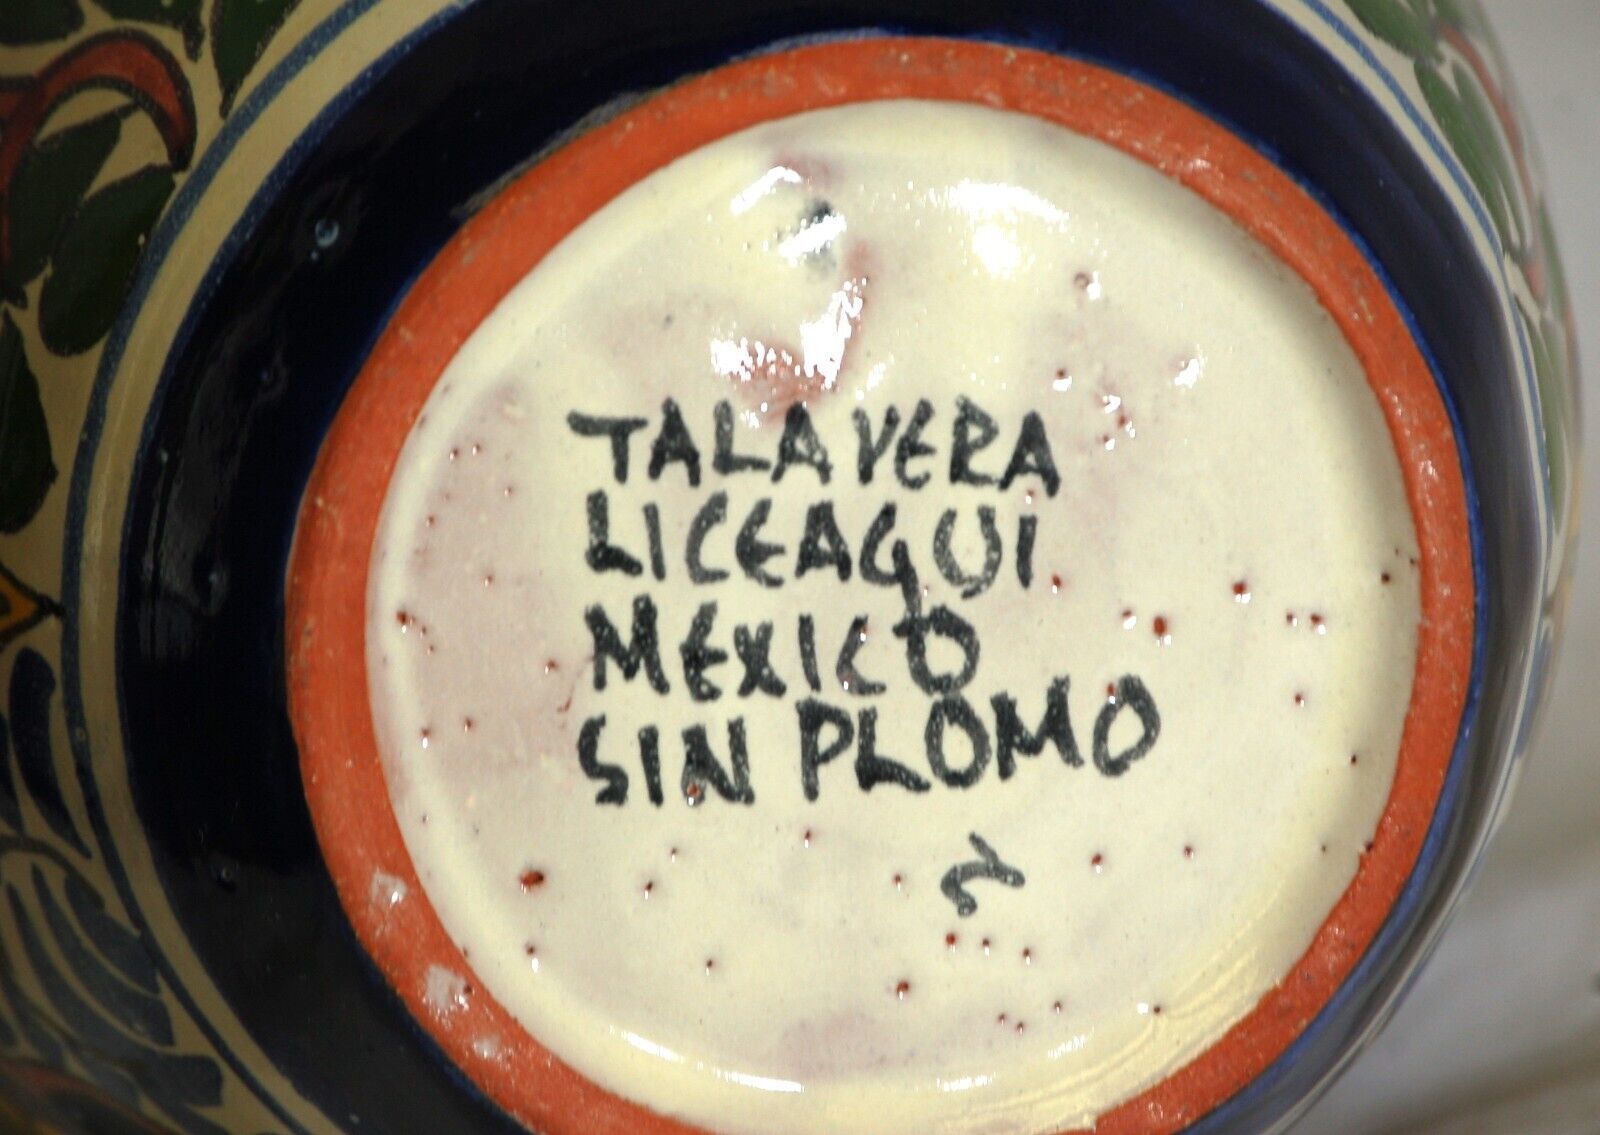 TALAVERA
LICEAGUI
MEXICO
SIN PLOMO